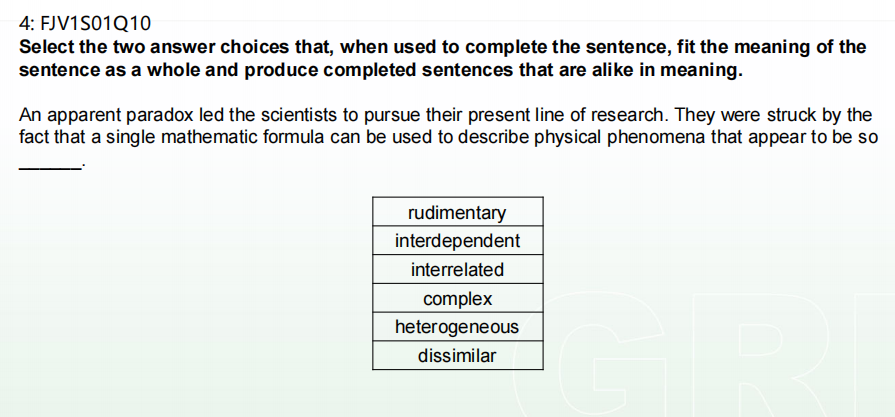 4: FJV1S01Q10
Select the two answer choices that, when used to complete the sentence, fit the meaning of the
sentence as a whole and produce completed sentences that are alike in meaning.
An apparent paradox led the scientists to pursue their present line of research. They were struck by the
fact that a single mathematic formula can be used to describe physical phenomena that appear to be so
______.
rudimentary
interdependent
interrelated
complex
heterogeneous
dissimilar